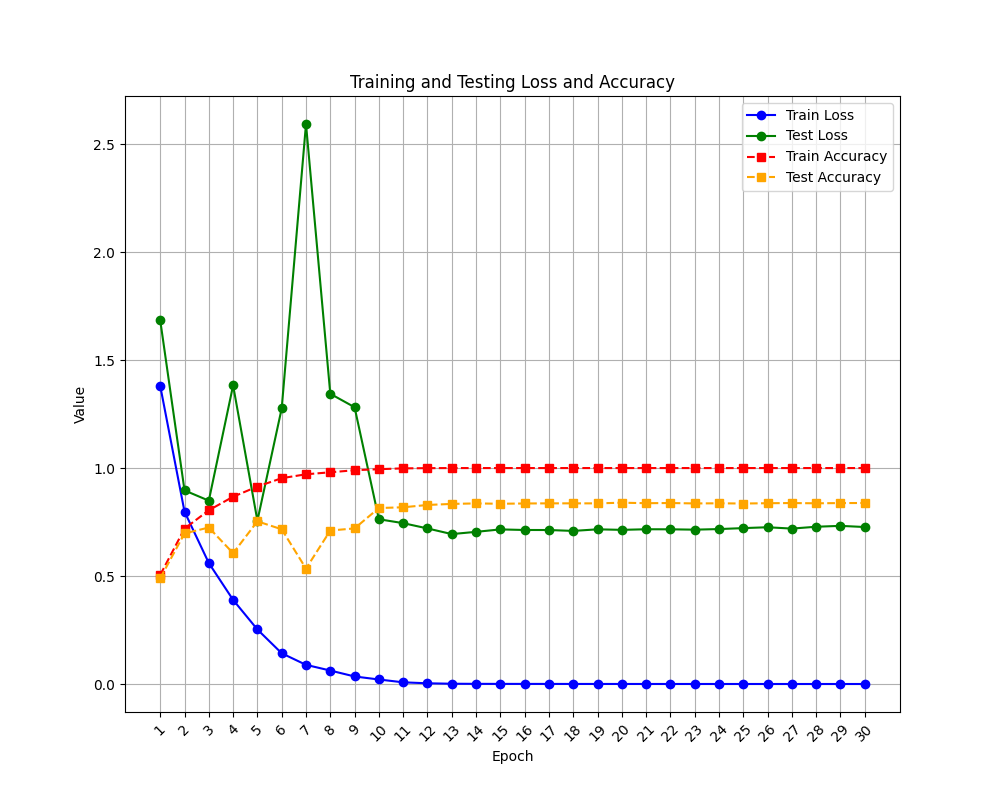 Training and Testing Loss and Accuracy
Train Loss
Test Loss
Train Accuracy
Test Accuracy
Value
2.5
2.0
1.5
1.0
0.5
0.0
1 2 3 4 5 6 7 8 9 10 11 12 13 14 15 16 17 18 19 20 21 22 23 24 25 26 27 28 29 30
Epoch